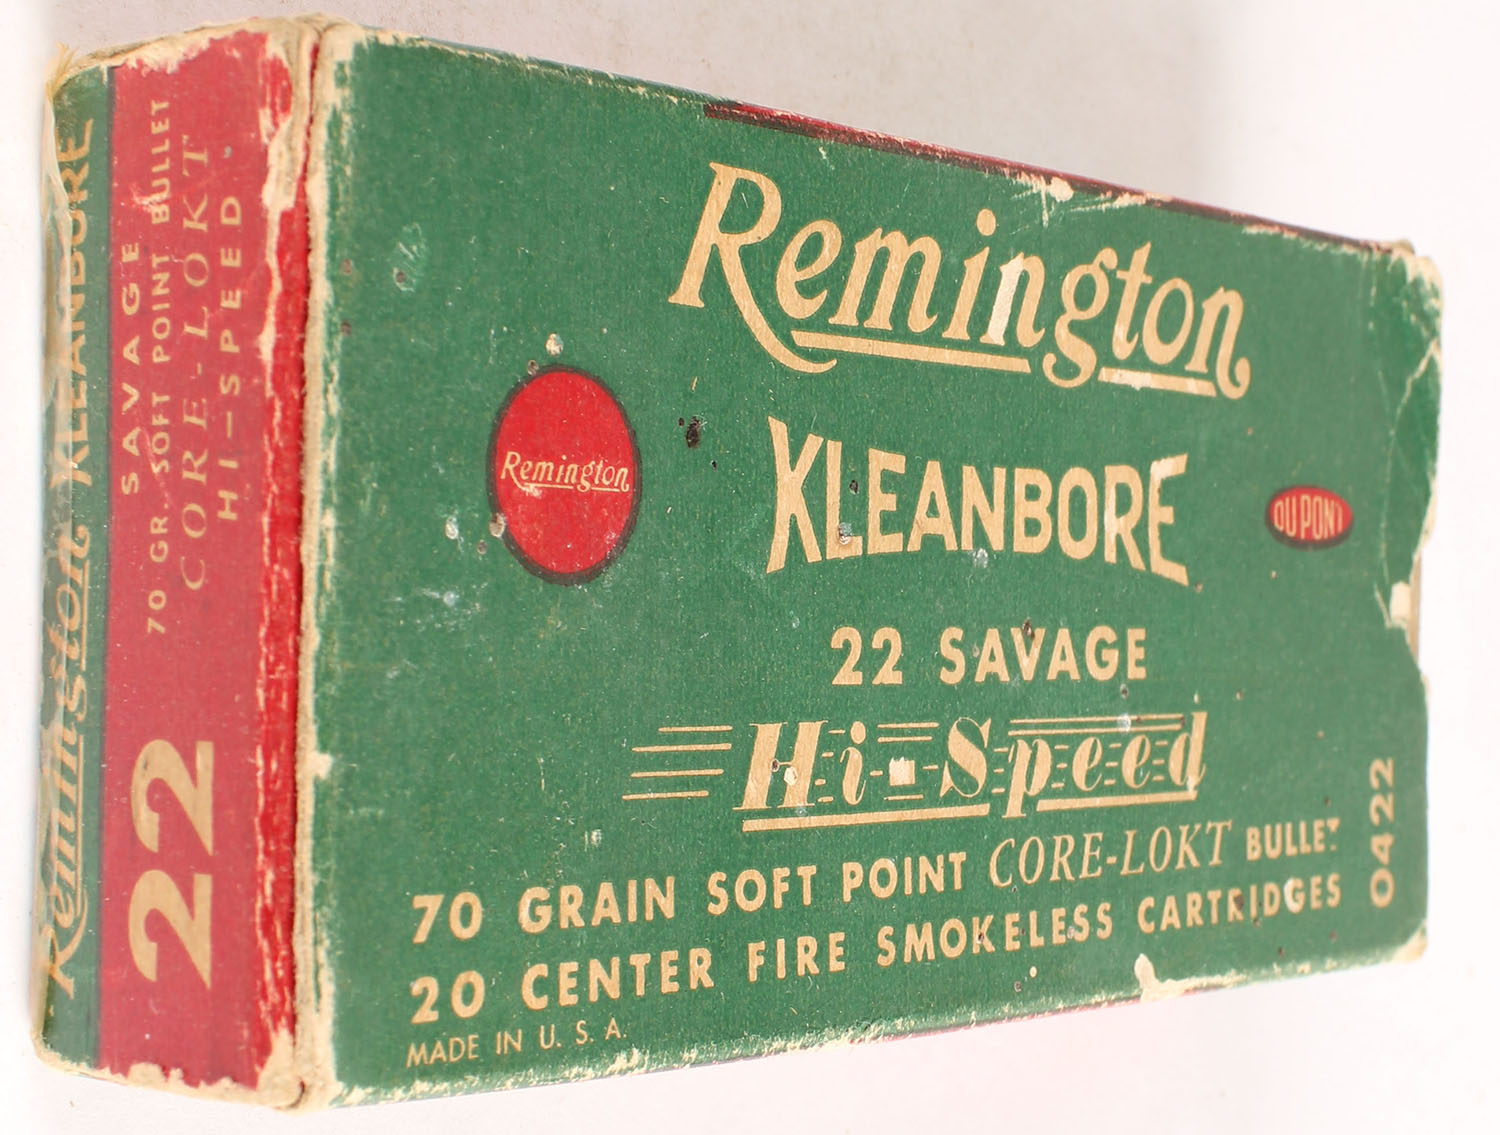 Remington
KLEANBORE
22 SAVAGE
Hi-Speed
70 GRAIN SOFT POINT CORE-LOKT BULLET
20 CENTER FIRE SMOKELESS CARTRIDGES
MADE IN U. S. A.
0422
Remington
DU PONT
Remington KLEANBORE
22 SAVAGE
70 GR. SOFT POINT BULLET
CORE-LOKT
HI-SPEED